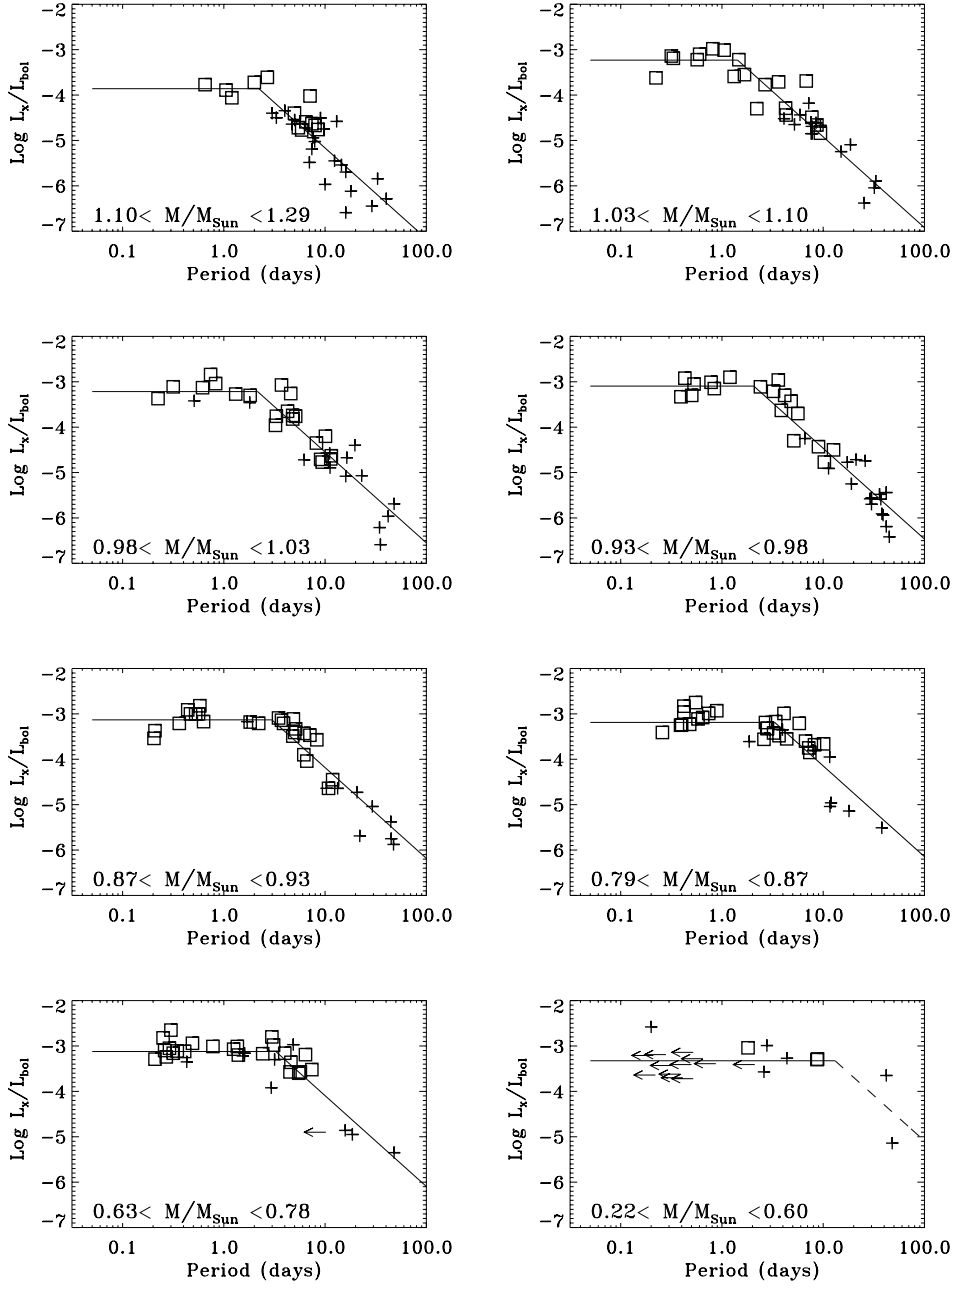 −2 −2
−3 −3
−4 −4
−5 −5
−6 −6
−7 −7
Log Lx/Lbol Log Lx/Lbol
1.10< M/MSun <1.29 1.03< M/MSun <1.10
0.1 1.0 10.0 100.0 0.1 1.0 10.0 100.0
Period (days) Period (days)
−2 −2
−3 −3
−4 −4
−5 −5
−6 −6
−7 −7
Log Lx/Lbol Log Lx/Lbol
0.98< M/MSun <1.03 0.93< M/MSun <0.98
0.1 1.0 10.0 100.0 0.1 1.0 10.0 100.0
Period (days) Period (days)
−2 −2
−3 −3
−4 −4
−5 −5
−6 −6
−7 −7
Log Lx/Lbol Log Lx/Lbol
0.87< M/MSun <0.93 0.79< M/MSun <0.87
0.1 1.0 10.0 100.0 0.1 1.0 10.0 100.0
Period (days) Period (days)
−2 −2
−3 −3
−4 −4
−5 −5
−6 −6
−7 −7
Log Lx/Lbol Log Lx/Lbol
0.63< M/MSun <0.78 0.22< M/MSun <0.60
0.1 1.0 10.0 100.0 0.1 1.0 10.0 100.0
Period (days) Period (days)